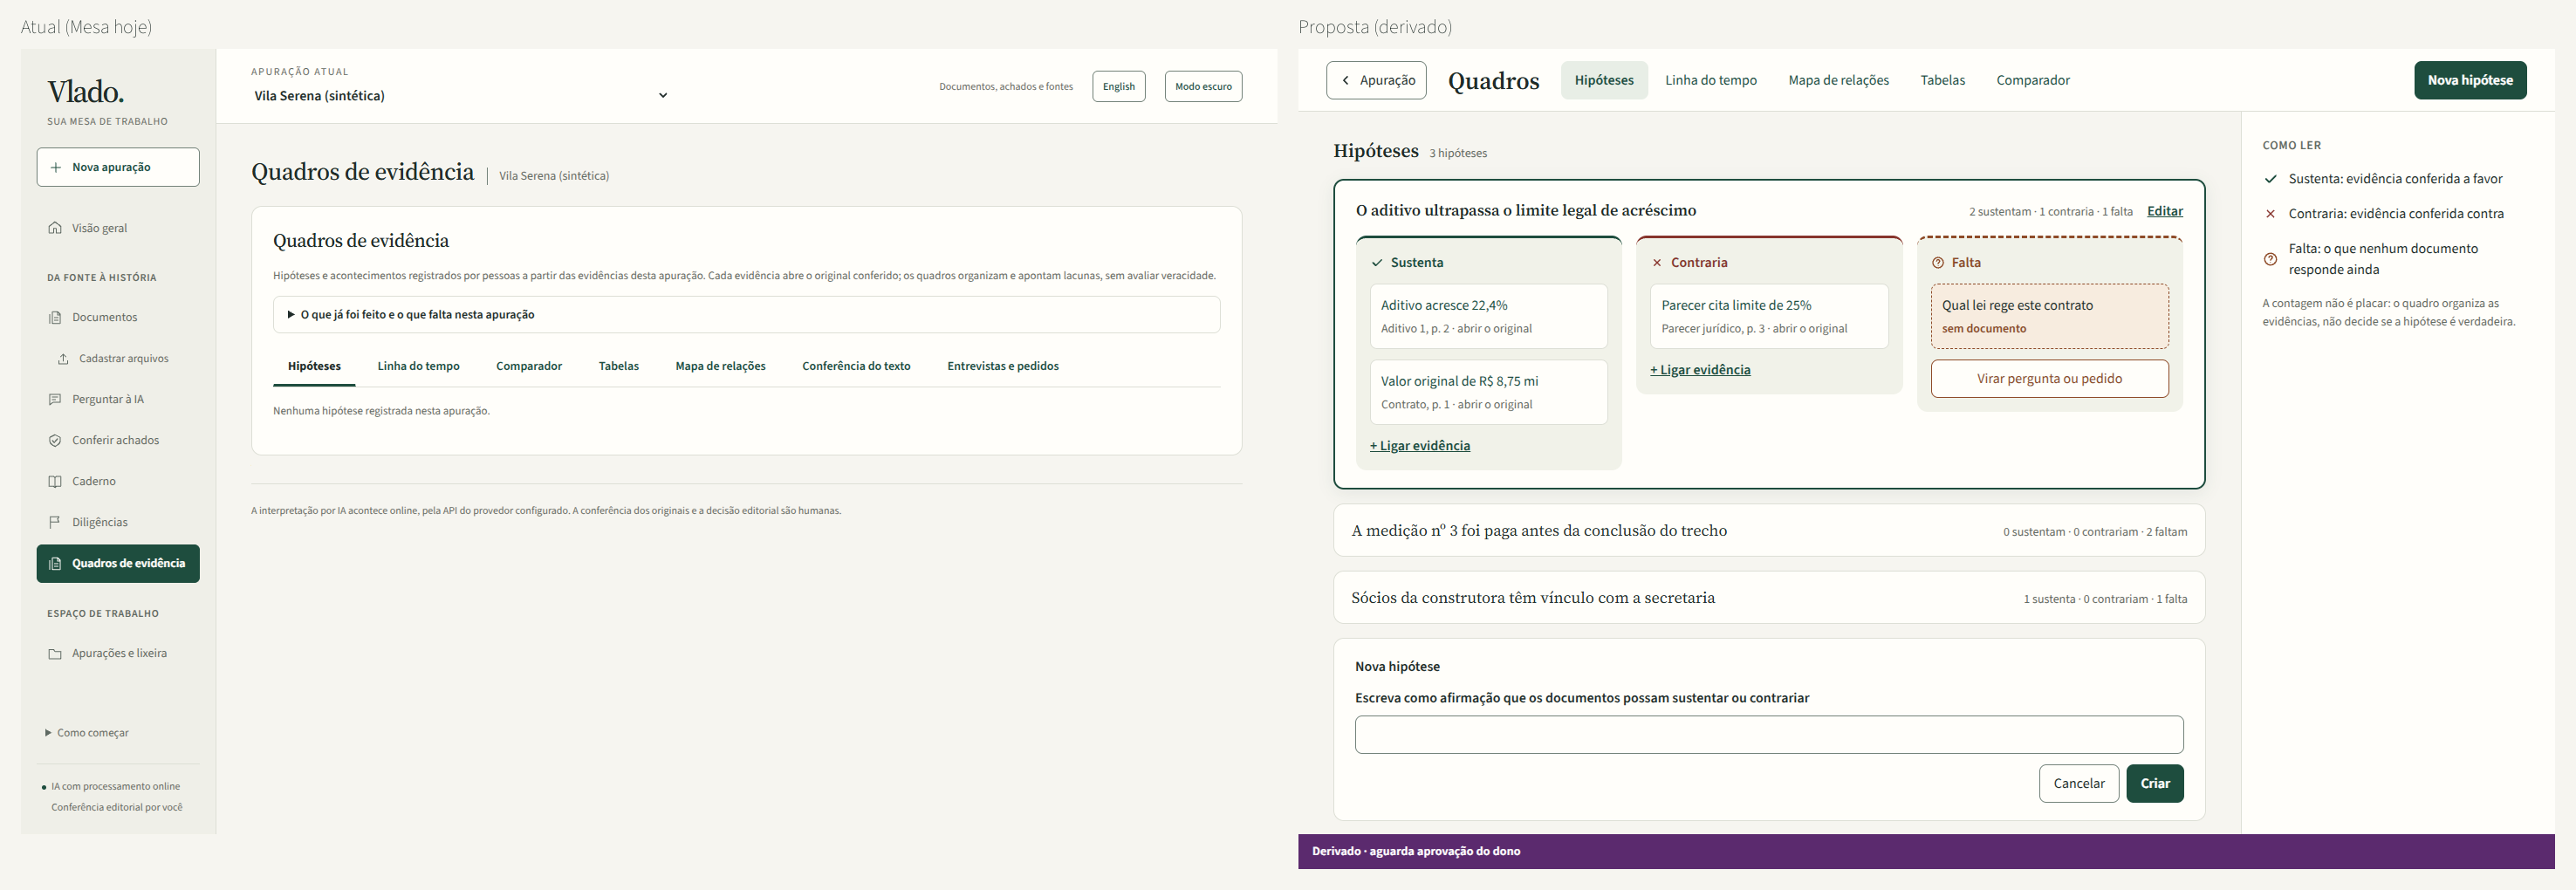 Atual (Mesa hoje)
Vlado.
SUA MESA DE TRABALHO
Nova apuração
Visão geral
DA FONTE À HISTÓRIA
Documentos
Cadastrar arquivos
Perguntar à IA
Conferir achados
Caderno
Diligências
Quadros de evidência
ESPAÇO DE TRABALHO
Apurações e lixeira
Como começar
IA com processamento online
Conferência editorial por você
APURAÇÃO ATUAL
Vila Serena (sintética)
Documentos, achados e fontes
English
Modo escuro
Quadros de evidência
Vila Serena (sintética)
Quadros de evidência
Hipóteses e acontecimentos registrados por pessoas a partir das evidências desta apuração. Cada evidência abre o original conferido; os quadros organizam e apontam lacunas, sem avaliar veracidade.
O que já foi feito e o que falta nesta apuração
Hipóteses
Linha do tempo
Comparador
Tabelas
Mapa de relações
Conferência do texto
Entrevistas e pedidos
Nenhuma hipótese registrada nesta apuração.
A interpretação por IA acontece online, pela API do provedor configurado. A conferência dos originais e a decisão editorial são humanas.
Proposta (derivado)
Apuração
Quadros
Hipóteses
Linha do tempo
Mapa de relações
Tabelas
Comparador
Nova hipótese
Hipóteses
3 hipóteses
O aditivo ultrapassa o limite legal de acréscimo
2 sustentam · 1 contraria · 1 falta
Editar
Sustenta
Aditivo acresce 22,4%
Aditivo 1, p. 2 · abrir o original
Valor original de R$ 8,75 mi
Contrato, p. 1 · abrir o original
+ Ligar evidência
Contraria
Parecer cita limite de 25%
Parecer jurídico, p. 3 · abrir o original
+ Ligar evidência
Falta
Qual lei rege este contrato
sem documento
Virar pergunta ou pedido
A medição nº 3 foi paga antes da conclusão do trecho
0 sustentam · 0 contrariam · 2 faltam
Sócios da construtora têm vínculo com a secretaria
1 sustenta · 0 contrariam · 1 falta
Nova hipótese
Escreva como afirmação que os documentos possam sustentar ou contrariar
Cancelar
Criar
COMO LER
Sustenta: evidência conferida a favor
Contraria: evidência conferida contra
Falta: o que nenhum documento
responde ainda
A contagem não é placar: o quadro organiza as
evidências, não decide se a hipótese é verdadeira.
Derivado · aguarda aprovação do dono